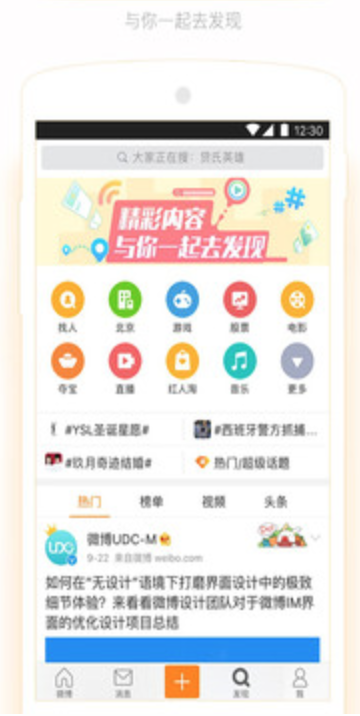 与你一起去发现
12:30
大家正在搜：贷氏英雄
精彩内容
与你一起去发现
找人 北京 游戏 股票 电影
夺宝 直播 红人淘 音乐 更多
#YSL圣诞星愿# #西班牙警方抓捕...
#玖月奇迹结婚# 热门/超级话题
热门 榜单 视频 头条
UDC 微博UDC-M
9-22 来自微博 weibo.com
如何在“无设计”语境下打磨界面设计中的极致
细节体验？来看看微博设计团队对于微博IM界
面的优化设计项目总结
微博 消息 发现 我